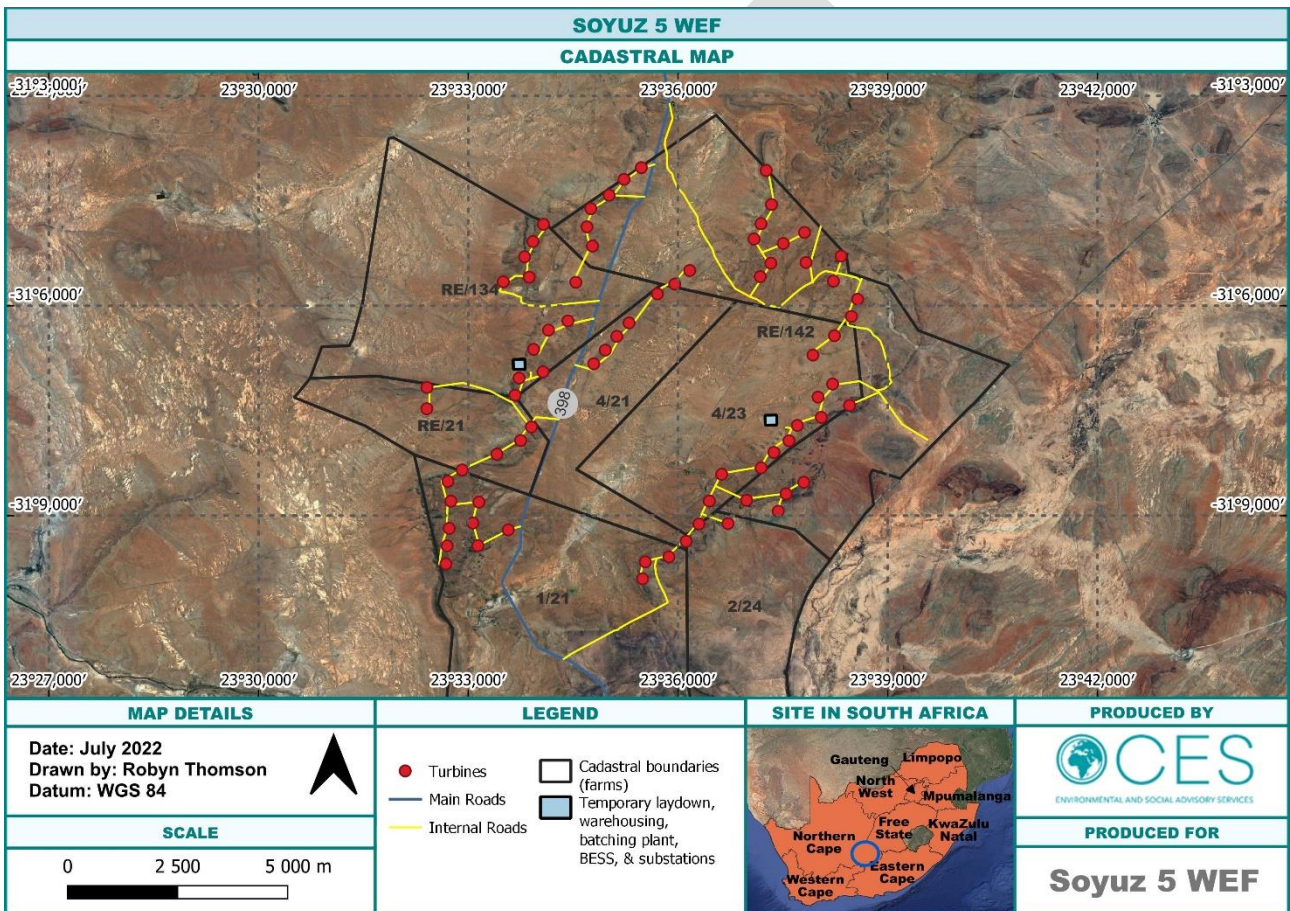 SOYUZ 5 WEF
CADASTRAL MAP
-31°3,000′
23°30,000′
23°33,000′
23°36,000′
23°39,000′
23°42,000′
-31°3,000′
RE/134
-31°6,000′
RE/142
-31°6,000′
398
4/21
4/23
RE/21
-31°9,000′
-31°9,000′
1/21
2/24
23°27,000′
23°30,000′
23°33,000′
23°36,000′
23°39,000′
23°42,000′
MAP DETAILS
Date: July 2022
Drawn by: Robyn Thomson
Datum: WGS 84
SCALE
0 2 500 5 000 m
LEGEND
Turbines
Main Roads
Internal Roads
Cadastral boundaries
(farms)
Temporary laydown,
warehousing,
batching plant,
BESS, & substations
SITE IN SOUTH AFRICA
Gauteng
Limpopo
North
West
Mpumalanga
Free
State
KwaZulu
Natal
Northern
Cape
Eastern
Cape
Western
Cape
PRODUCED BY
CES
ENVIRONMENTAL AND SOCIAL ADVISORY SERVICES
PRODUCED FOR
Soyuz 5 WEF